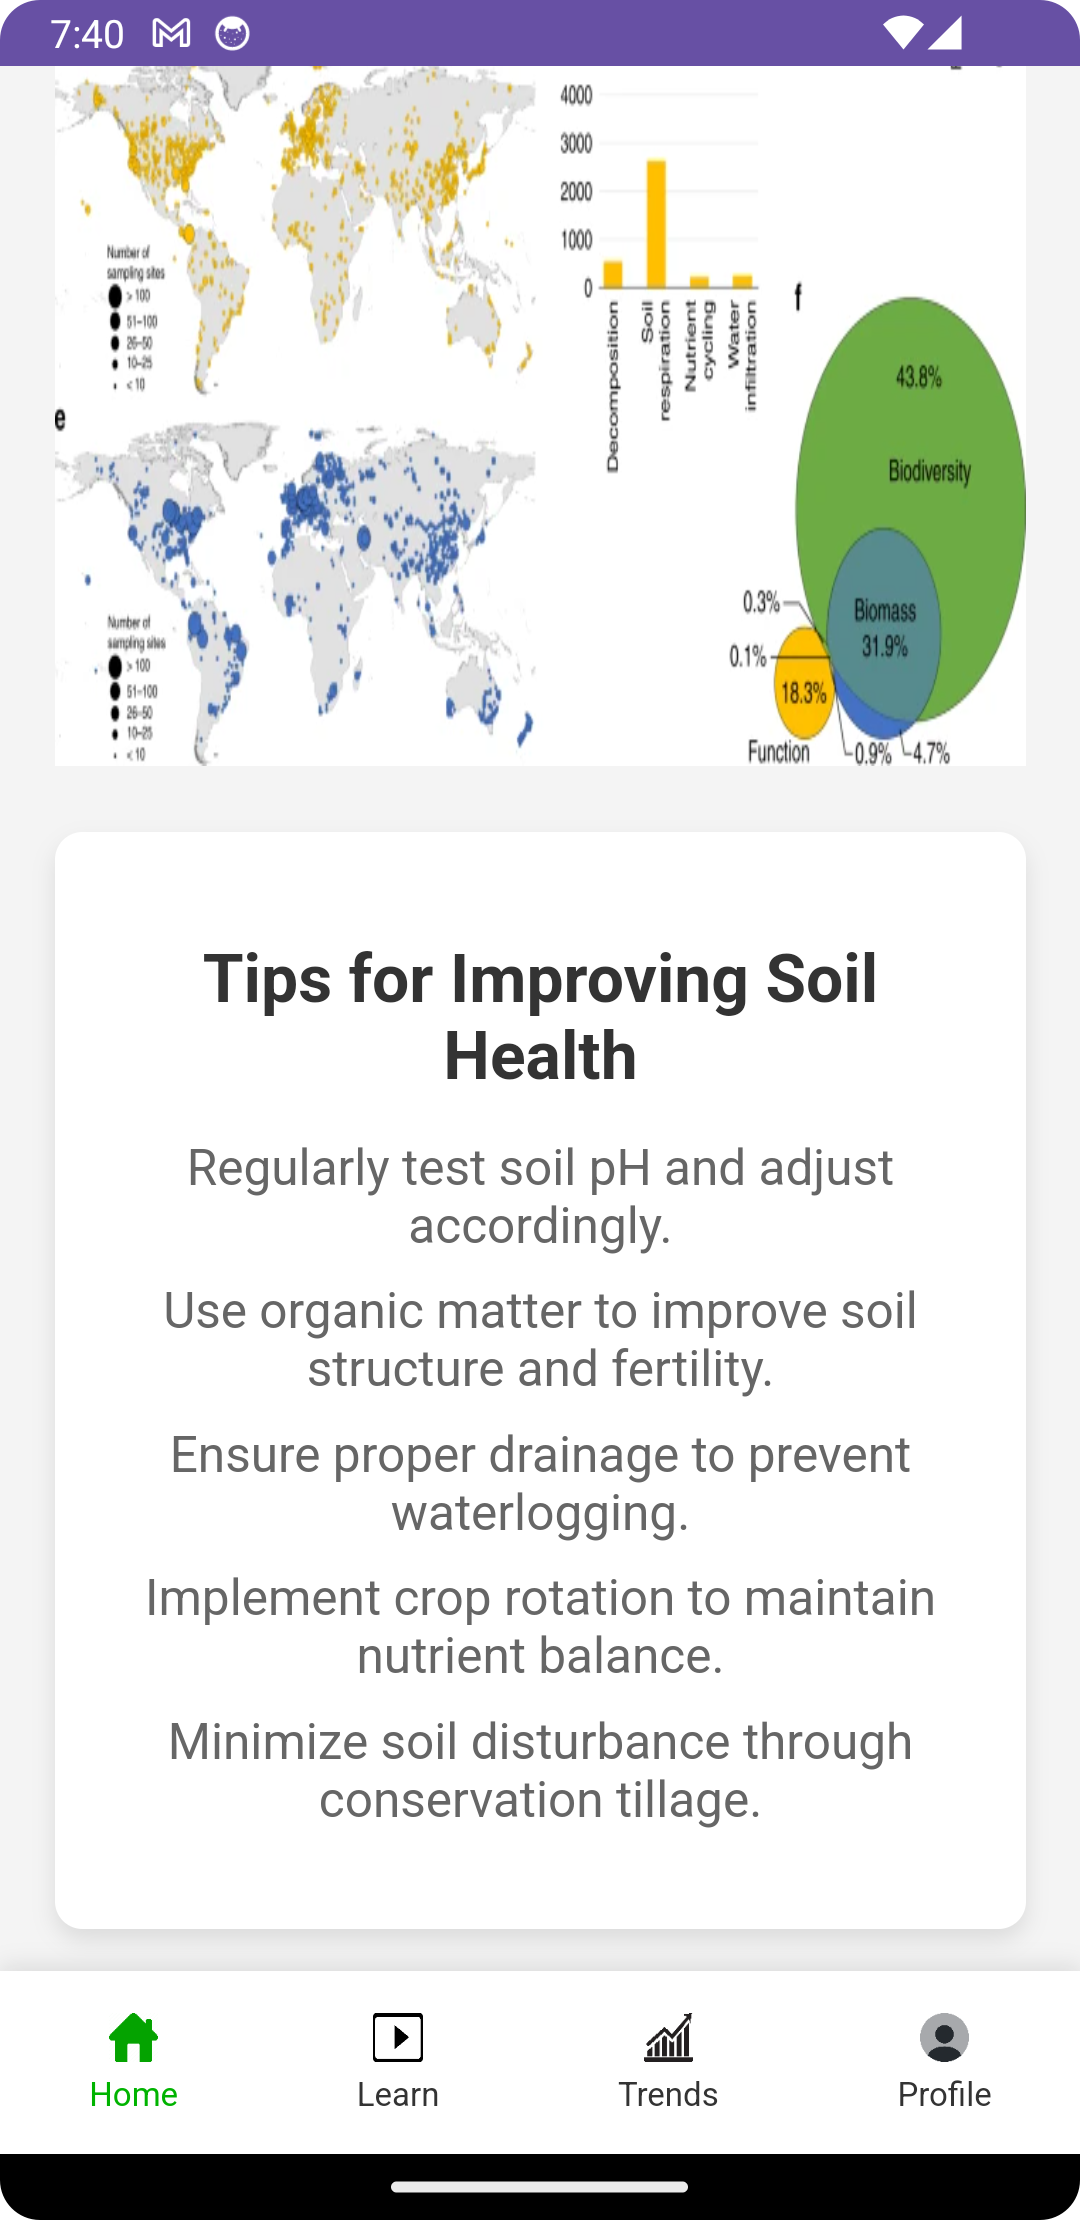 7:40
4000
3000
2000
1000
0
Decomposition
Soil
respiration
Nutrient
cycling
Water
infiltration
Number of
sampling sites
> 100
51–100
26–50
10–25
< 10
f
43.8%
Biodiversity
e
Biomass
31.9%
0.3%
0.1%
18.3%
Function
0.9%
4.7%
Number of
sampling sites
> 100
51–100
26–50
10–25
< 10
Tips for Improving Soil
Health
Regularly test soil pH and adjust
accordingly.
Use organic matter to improve soil
structure and fertility.
Ensure proper drainage to prevent
waterlogging.
Implement crop rotation to maintain
nutrient balance.
Minimize soil disturbance through
conservation tillage.
Home
Learn
Trends
Profile